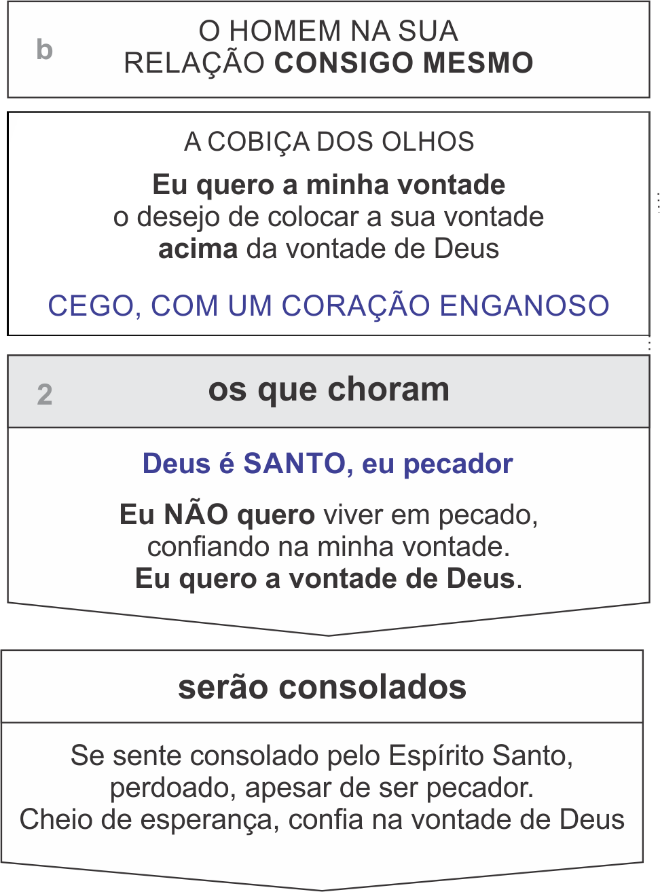 b
O HOMEM NA SUA
RELAÇÃO CONSIGO MESMO
A COBIÇA DOS OLHOS
Eu quero a minha vontade
o desejo de colocar a sua vontade
acima da vontade de Deus
CEGO, COM UM CORAÇÃO ENGANOSO
2
os que choram
Deus é SANTO, eu pecador
Eu NÃO quero viver em pecado,
confiando na minha vontade.
Eu quero a vontade de Deus.
serão consolados
Se sente consolado pelo Espírito Santo,
perdoado, apesar de ser pecador.
Cheio de esperança, confia na vontade de Deus